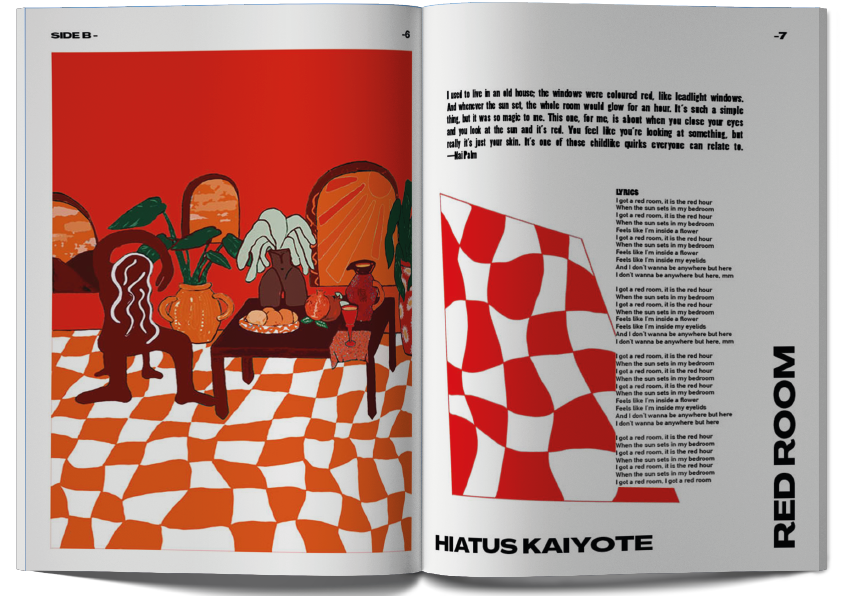 SIDE B-
-6
-7
I used to live in an old house; the windows were coloured red, like leadlight windows.
And whenever the sun set, the whole room would glow for an hour. It's such a simple
thing, but it was so magic to me. This one, for me, is about when you close your eyes
and you look at the sun and it's red. You feel like you're looking at something, but
really it's just your skin. It's one of those childlike quirks everyone can relate to.
—Nai Palm
LYRICS
I got a red room, it is the red hour
When the sun sets in my bedroom
I got a red room, it is the red hour
When the sun sets in my bedroom
Feels like I'm inside a flower
I got a red room, it is the red hour
When the sun sets in my bedroom
Feels like I'm inside a flower
Feels like I'm inside my eyelids
And I don't wanna be anywhere but here
I don't wanna be anywhere but here, mm
I got a red room, it is the red hour
When the sun sets in my bedroom
I got a red room, it is the red hour
When the sun sets in my bedroom
Feels like I'm inside a flower
Feels like I'm inside my eyelids
And I don't wanna be anywhere but here
I don't wanna be anywhere but here, mm
I got a red room, it is the red hour
When the sun sets in my bedroom
I got a red room, it is the red hour
When the sun sets in my bedroom
I got a red room, it is the red hour
When the sun sets in my bedroom
Feels like I'm inside a flower
Feels like I'm inside my eyelids
And I don't wanna be anywhere but here
I don't wanna be anywhere but here
I got a red room, it is the red hour
When the sun sets in my bedroom
I got a red room, it is the red hour
When the sun sets in my bedroom
I got a red room, it is the red hour
When the sun sets in my bedroom
I got a red room, I got a red room
RED ROOM
HIATUS KAIYOTE